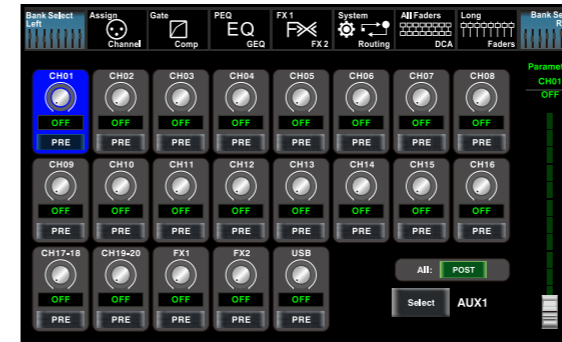 Bank Select Assign Gate PEQ FX 1 System All Faders Long Bank Se
Left EQ R
Channel Comp GEQ FX 2 Routing DCA Faders
Paramet
CH01 CH02 CH03 CH04 CH05 CH06 CH07 CH08 CH01
OFF
OFF OFF OFF OFF OFF OFF OFF OFF
PRE PRE PRE PRE PRE PRE PRE PRE
CH09 CH10 CH11 CH12 CH13 CH14 CH15 CH16
OFF OFF OFF OFF OFF OFF OFF OFF
PRE PRE PRE PRE PRE PRE PRE PRE
CH17-18 CH19-20 FX1 FX2 USB
All: POST
OFF OFF OFF OFF OFF
Select AUX1
PRE PRE PRE PRE PRE